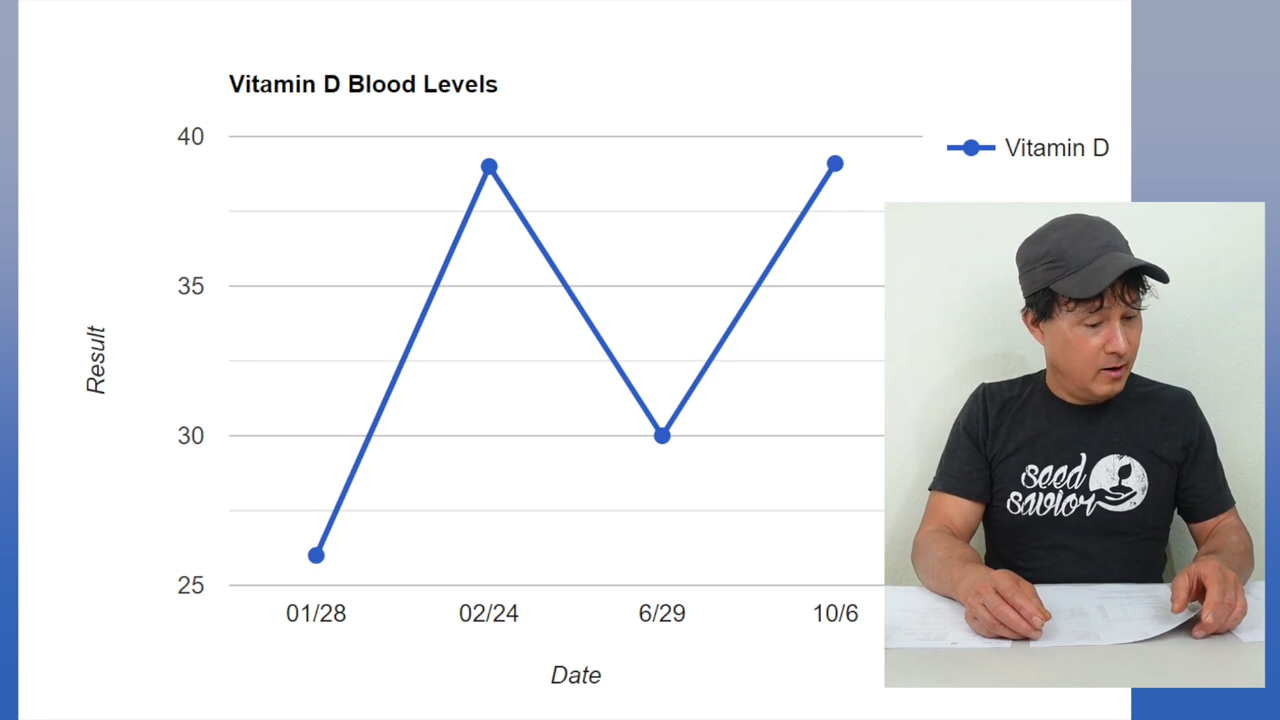 Vitamin D Blood Levels
40
Vitamin D
35
Result
30
25
01/28 02/24 6/29 10/6
Date
seed
savior